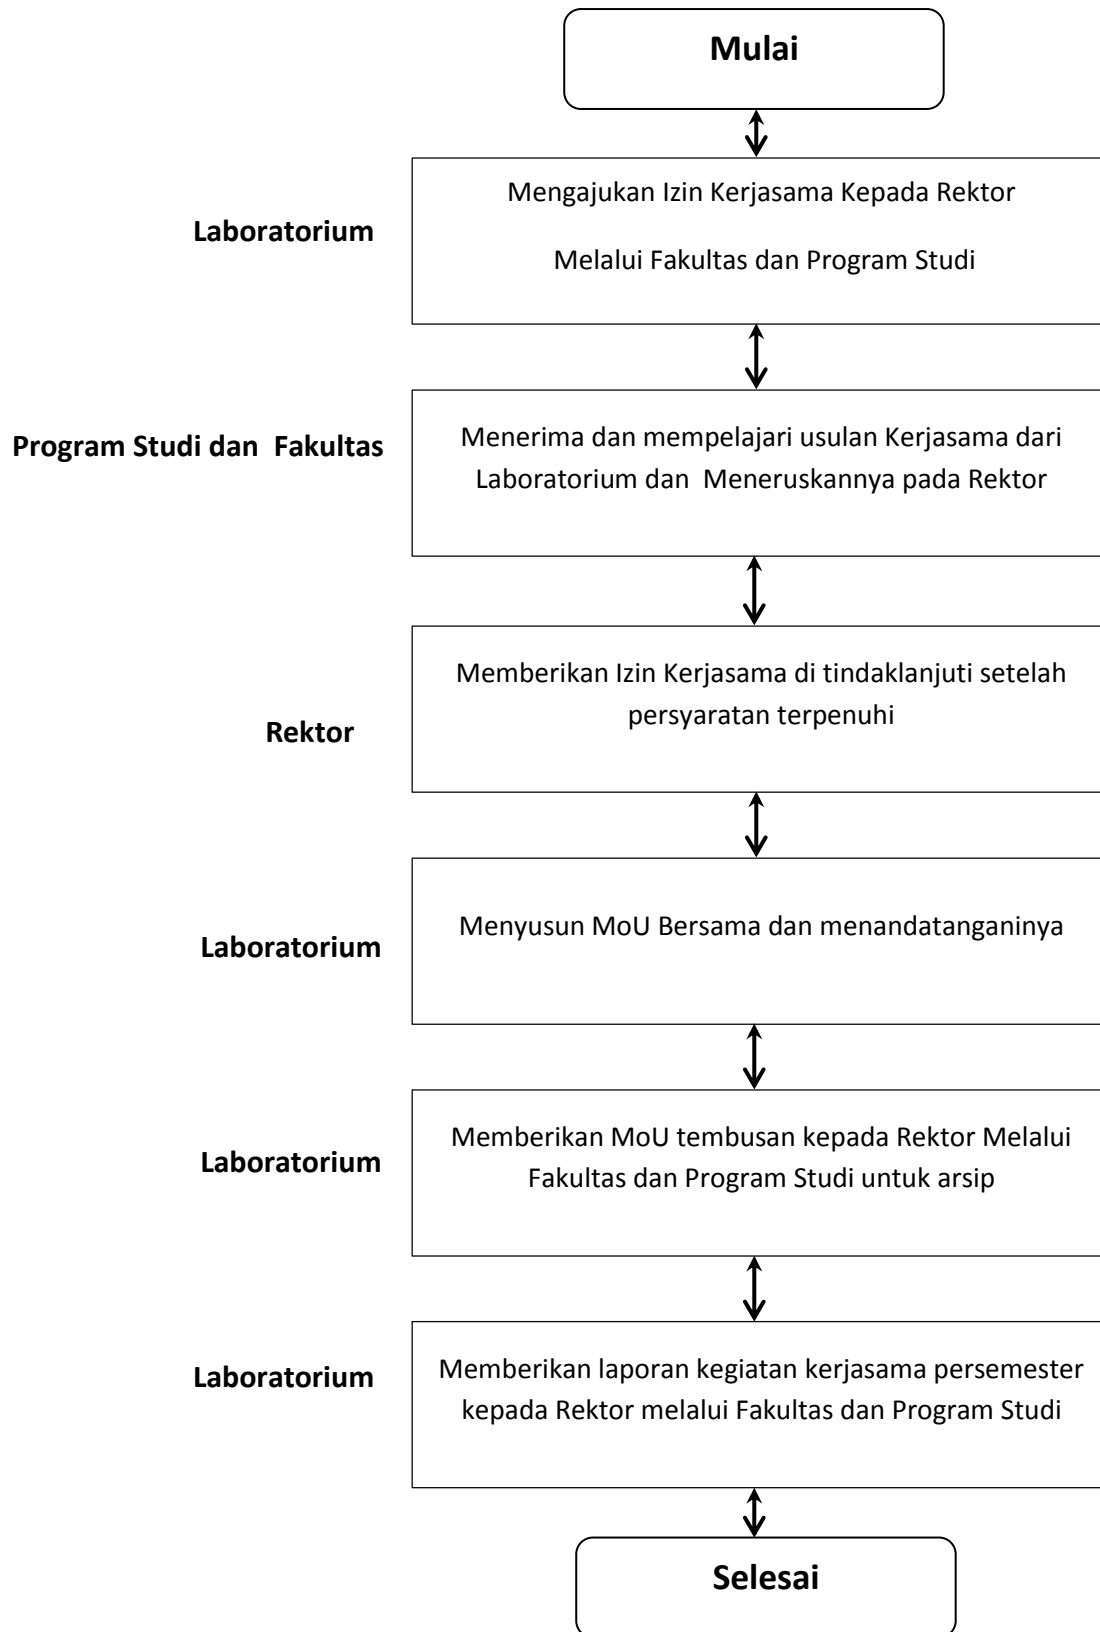 Mulai
Laboratorium
Mengajukan Izin Kerjasama Kepada Rektor
Melalui Fakultas dan Program Studi
Program Studi dan  Fakultas
Menerima dan mempelajari usulan Kerjasama dari
Laboratorium dan  Meneruskannya pada Rektor
Rektor
Memberikan Izin Kerjasama di tindaklanjuti setelah
persyaratan terpenuhi
Laboratorium
Menyusun MoU Bersama dan menandatanganinya
Laboratorium
Memberikan MoU tembusan kepada Rektor Melalui
Fakultas dan Program Studi untuk arsip
Laboratorium
Memberikan laporan kegiatan kerjasama persemester
kepada Rektor melalui Fakultas dan Program Studi
Selesai